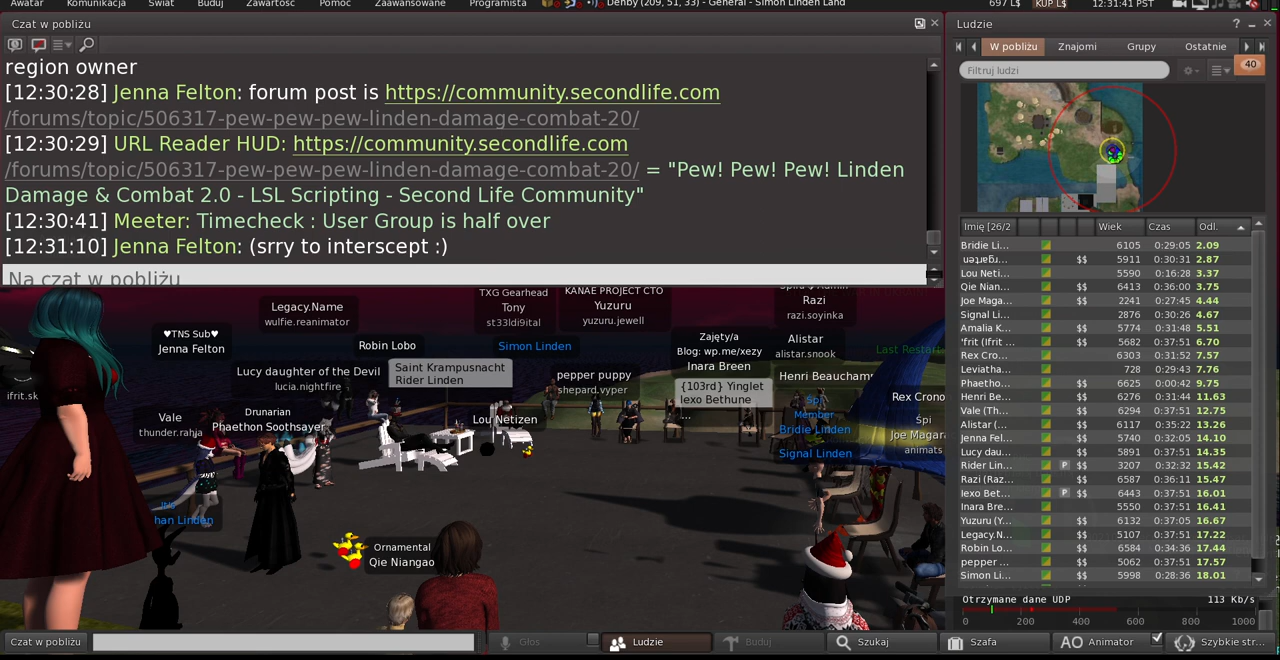 Awatar Komunikacja Świat Buduj Zawartość Pomoc Zaawansowane Programista Denby (209, 51, 33) - General - Simon Linden Land 697 L$ KUP L$ 12:31:41 PST
Czat w pobliżu
region owner
[12:30:28] Jenna Felton: forum post is https://community.secondlife.com
/forums/topic/506317-pew-pew-pew-linden-damage-combat-20/
[12:30:29] URL Reader HUD: https://community.secondlife.com
/forums/topic/506317-pew-pew-pew-linden-damage-combat-20/ = "Pew! Pew! Pew! Linden
Damage & Combat 2.0 - LSL Scripting - Second Life Community"
[12:30:41] Meeter: Timecheck : User Group is half over
[12:31:10] Jenna Felton: (srry to interscept :)
Na czat w pobliżu
Legacy.Name
wulfie.reanimator
TXG Gearhead
Tony
st33ldi9ital
KANAE PROJECT CTO
Yuzuru
yuzuru.jewell
Razi
razi.soyinka
♥TNS Sub♥
Jenna Felton
Robin Lobo
Simon Linden
Zajęty/a
Blog: wp.me/xezy
Inara Breen
Alistar
alistar.snook
Last Restart
Lucy daughter of the Devil
lucia.nightfire
Saint Krampusnacht
Rider Linden
pepper puppy
shepard.vyper
{103rd} Yinglet
Iexo Bethune
...
Henri Beaucham
ifrit.sk
Vale
thunder.rahja
Drunarian
Phaethon Soothsayer
Lou Netizen
Śpi
Member
Bridie Linden
Signal Linden
Rex Crono
Śpi
Joe Magar
animats
han Linden
Ornamental
Qie Niangao
Ludzie
W pobliżu Znajomi Grupy Ostatnie
Filtruj ludzi
40
Imię [26/2 Wiek Czas Odl.
Bridie Li... 6105 0:29:05 2.09
5911 0:30:31 2.87
Lou Neti... 5590 0:16:28 3.37
Qie Nian... $$ 6413 0:36:00 3.75
Joe Maga... $$ 2241 0:27:45 4.44
Signal Li... 2876 0:30:26 4.67
Amalia K... $$ 5774 0:31:48 5.51
'frit (Ifrit ... $$ 6259 0:37:51 6.70
Rex Cro... 6303 0:31:52 7.57
Leviatha... 728 0:29:43 7.76
Phaetho... $$ 6625 0:00:42 9.75
Henri Be... $$ 6276 0:31:44 11.63
Vale (Th... $$ 6294 0:37:51 12.75
Alistar (... $$ 6117 0:35:22 13.26
Jenna Fel... $$ 5740 0:32:05 14.10
Lucy dau... $$ 5891 0:37:51 14.35
Rider Lin... P $$ 3207 0:32:32 15.42
Razi (Raz... $$ 6587 0:36:11 15.47
Iexo Bet... P $$ 6443 0:37:51 16.01
Inara Bre... 5550 0:37:51 16.41
Yuzuru (Y... $$ 6132 0:37:05 16.67
Legacy.N... $$ 5107 0:37:51 17.22
Robin Lo... $$ 6584 0:34:36 17.44
pepper ... $$ 5062 0:37:51 17.57
Simon Li... $$ 5998 0:28:36 18.01
Otrzymane dane UDP 113 Kb/s
0 200 400 600 800 1000
Czat w pobliżu Głos Ludzie Buduj Szukaj Szafa AO Animator Szybkie str...